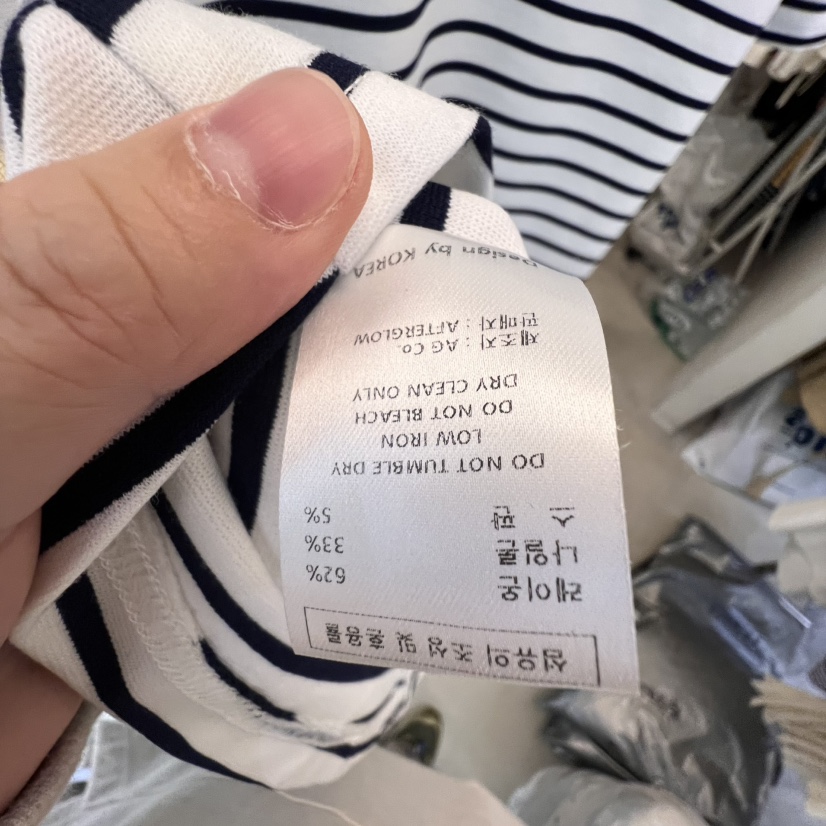 섬유의 조성 및 혼용률
레이온 62%
나일론 33%
스판 5%
DO NOT TUMBLE DRY
LOW IRON
DO NOT BLEACH
DRY CLEAN ONLY
제조자 : AG Co.
판매자 : AFTERGLOW
Design by KOREA